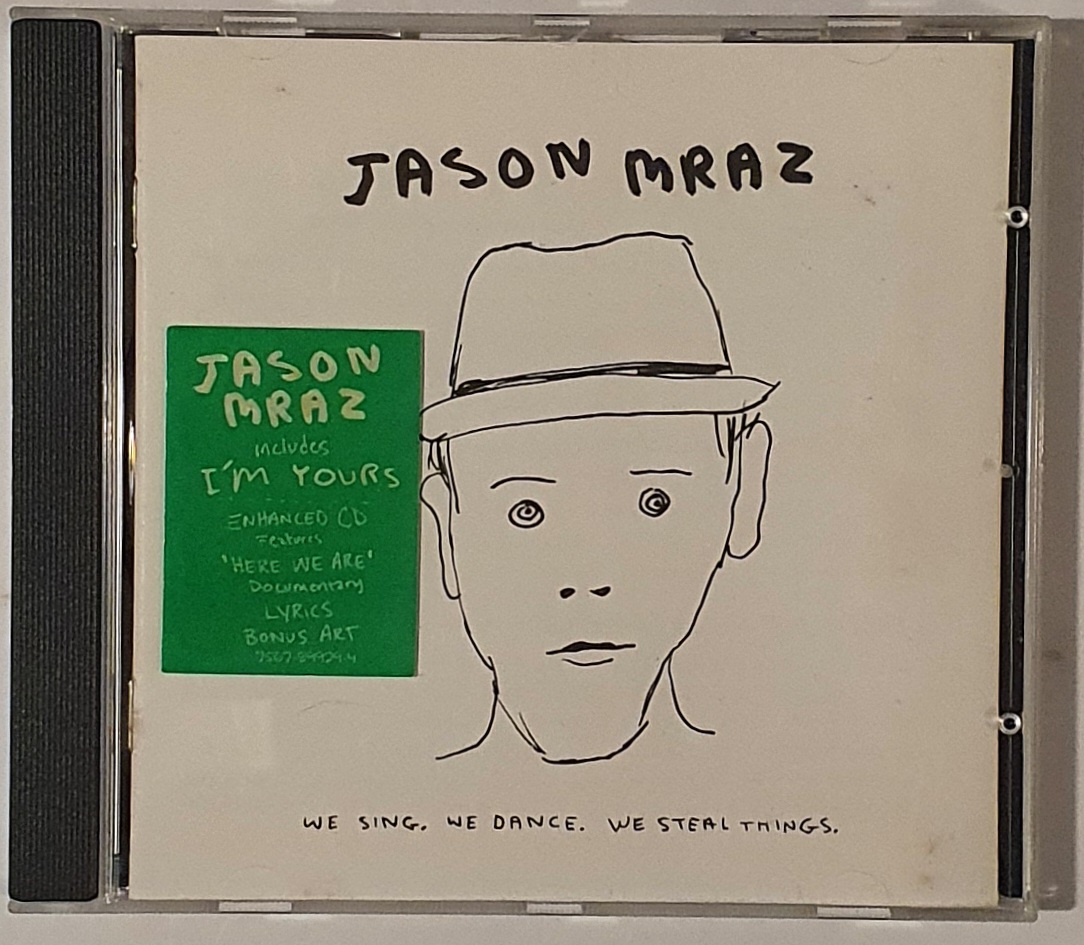 JASON MRAZ
JASON
MRAZ
includes
I'M YOURS
ENHANCED CD
Features
"HERE WE ARE"
Documentary
LYRICS
BONUS ART
WE SING. WE DANCE. WE STEAL THINGS.